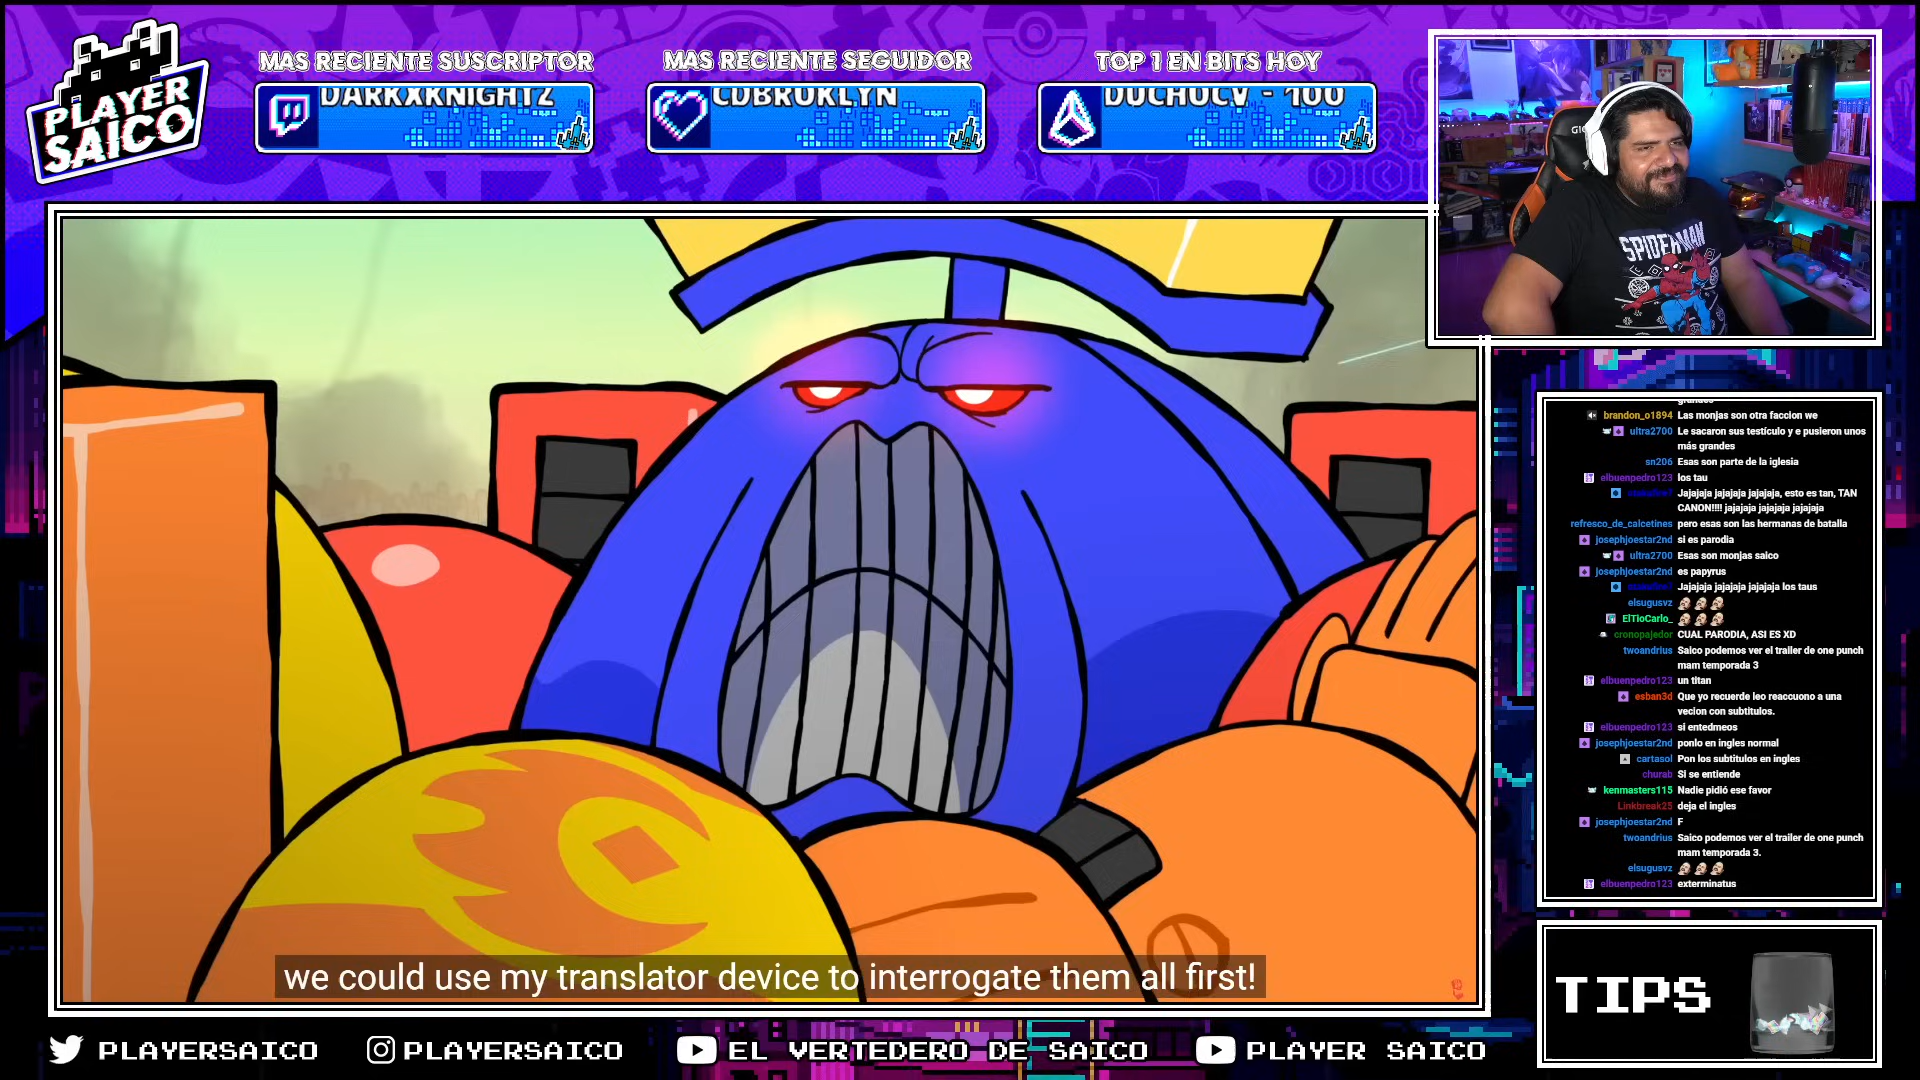 PLAYER
SAICO
MAS RECIENTE SUSCRIPTOR
DARKXKNIGHTZ
MAS RECIENTE SEGUIDOR
CDBROKLYN
TOP 1 EN BITS HOY
DUCHOCV - 100
SPIDER-MAN
brandon_o1894 Las monjas son otra faccion we
ultra2700 Le sacaron sus testículo y e pusieron unos
más grandes
sn206 Esas son parte de la iglesia
elbuenpedro123 los tau
Jajajaja jajajaja jajajaja, esto es tan, TAN
CANON!!!! jajajaja jajajaja jajajaja
refresco_de_calcetines pero esas son las hermanas de batalla
josephjoestar2nd si es parodia
ultra2700 Esas son monjas saico
josephjoestar2nd es papyrus
Jajajaja jajajaja jajajaja los taus
elsugusvz
ElTioCarlo_
cronopajedor CUAL PARODIA, ASI ES XD
twoandrius Saico podemos ver el trailer de one punch
mam temporada 3
elbuenpedro123 un titan
esban3d Que yo recuerde leo reaccuono a una
vecion con subtitulos.
elbuenpedro123 si entedmeos
josephjoestar2nd ponlo en ingles normal
cartasol Pon los subtitulos en ingles
churab Si se entiende
kenmasters115 Nadie pidió ese favor
Linkbreak25 deja el ingles
josephjoestar2nd F
twoandrius Saico podemos ver el trailer de one punch
mam temporada 3.
elsugusvz
elbuenpedro123 exterminatus
we could use my translator device to interrogate them all first!
TIPS
PLAYERSAICO
PLAYERSAICO
EL VERTEDERO DE SAICO
PLAYER SAICO